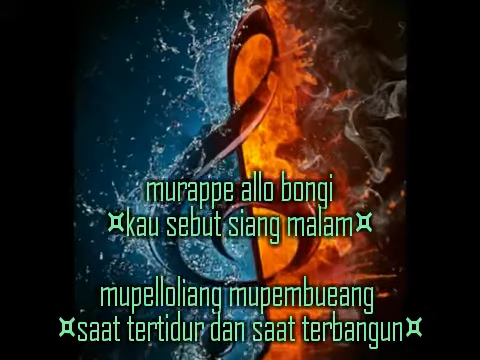 murappe allo bongi
¤kau sebut siang malam¤
mupelloliang mupembueang
¤saat tertidur dan saat terbangun¤